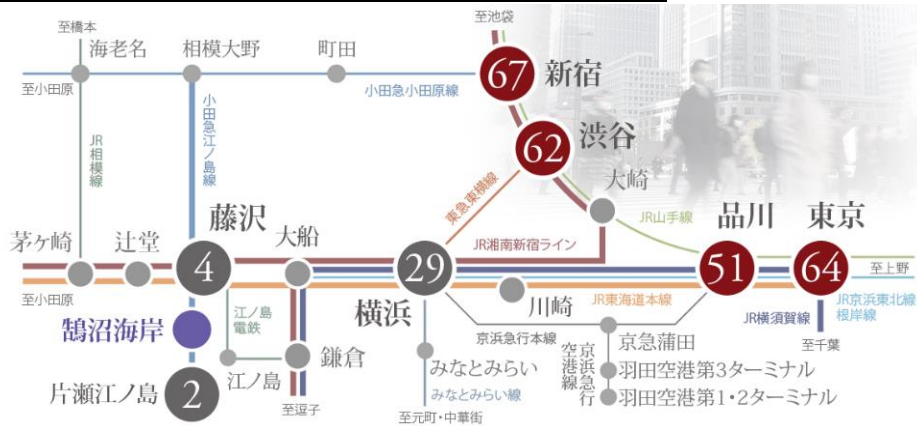 至橋本
至池袋
海老名
相模大野
町田
67
新宿
至小田原
小田急小田原線
JR相模線
小田急江ノ島線
62
渋谷
大崎
東急東横線
JR山手線
藤沢
品川
東京
茅ヶ崎
辻堂
大船
JR湘南新宿ライン
4
29
51
64
至上野
至小田原
川崎
JR東海道本線
JR京浜東北線
根岸線
横浜
鵠沼海岸
江ノ島
電鉄
京浜急行本線
JR横須賀線
京急蒲田
至千葉
鎌倉
みなとみらい
京浜急行
空港線
羽田空港第3ターミナル
片瀬江ノ島
2
江ノ島
みなとみらい線
羽田空港第1・2ターミナル
至逗子
至元町・中華街